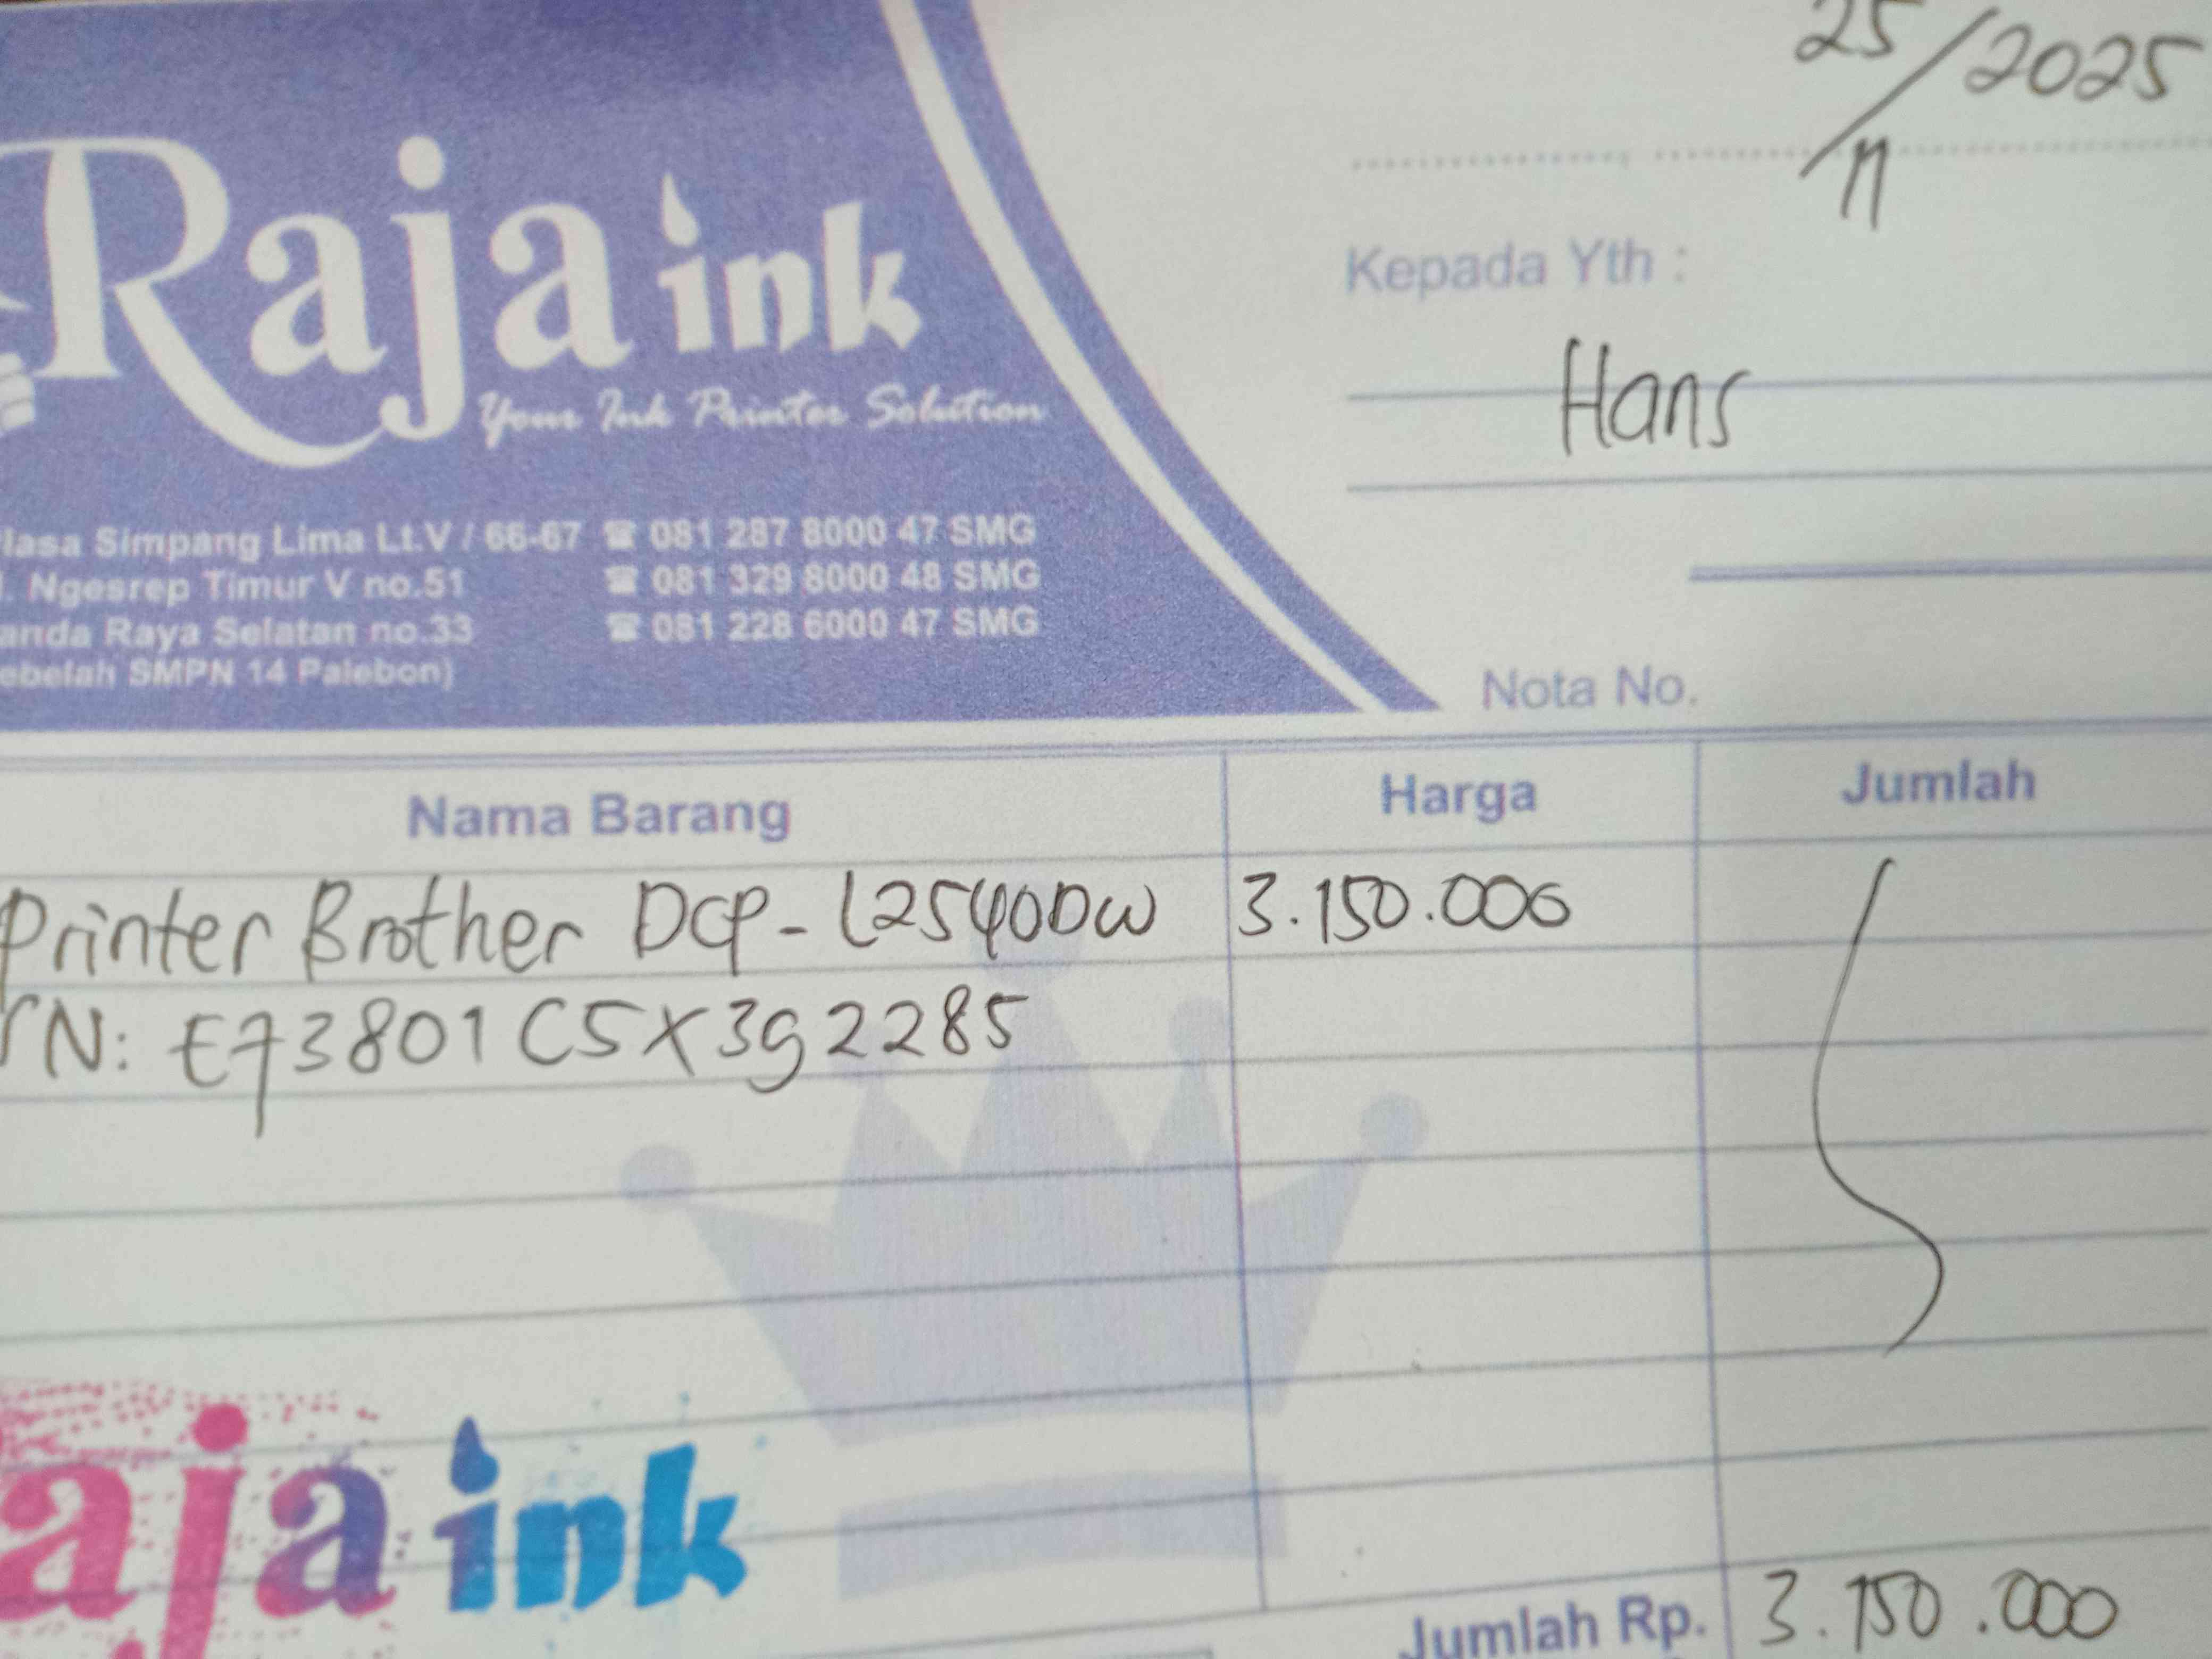 25/11/2025
Raja ink
Your Ink Printer Solution
Kepada Yth :
Hans
lasa Simpang Lima Lt.V / 66-67 ☎ 081 287 8000 47 SMG
l. Ngesrep Timur V no.51 ☎ 081 329 8000 48 SMG
anda Raya Selatan no.33 ☎ 081 228 6000 47 SMG
ebelah SMPN 14 Palebon)
Nota No.
Nama Barang Harga Jumlah
Printer Brother DCP-L2540DW 3.150.000
SN: E73801C5X3g2285
aja ink
Jumlah Rp. 3.150.000